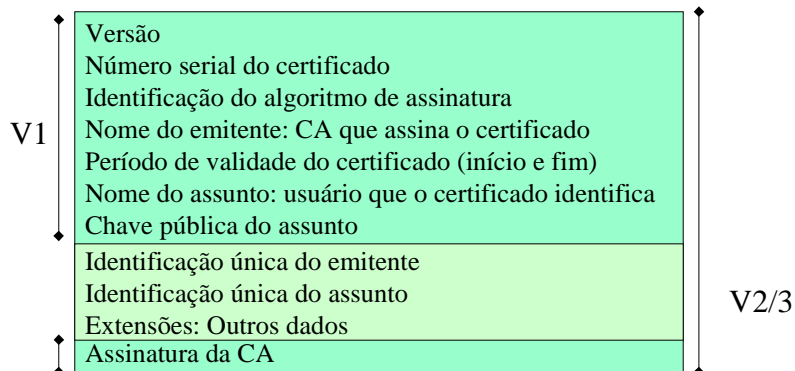 Versão
Número serial do certificado
Identificação do algoritmo de assinatura
V1
Nome do emitente: CA que assina o certificado
Período de validade do certificado (início e fim)
Nome do assunto: usuário que o certificado identifica
Chave pública do assunto
Identificação única do emitente
Identificação única do assunto
V2/3
Extensões: Outros dados
Assinatura da CA